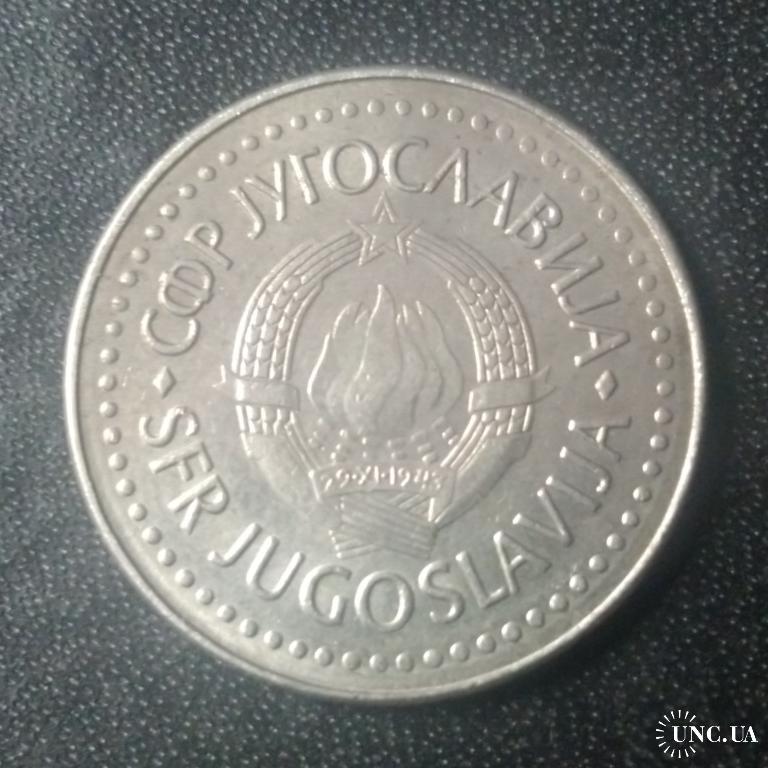 СФР ЈУГОСЛАВИЈА
SFR JUGOSLAVIJA
29·XI·1943
UNC.UA